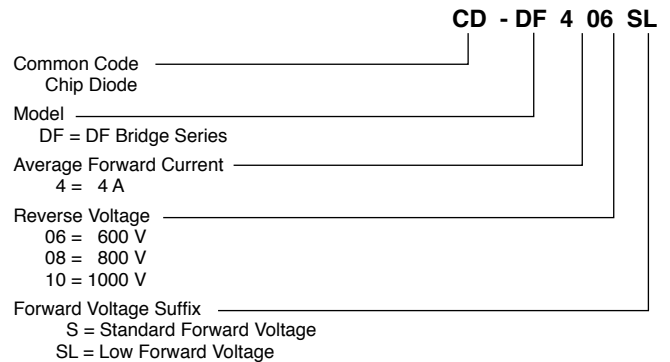 CD - DF 4 06 SL
Common Code
Chip Diode
Model
DF = DF Bridge Series
Average Forward Current
4 = 4 A
Reverse Voltage
06 = 600 V
08 = 800 V
10 = 1000 V
Forward Voltage Suffix
S = Standard Forward Voltage
SL = Low Forward Voltage